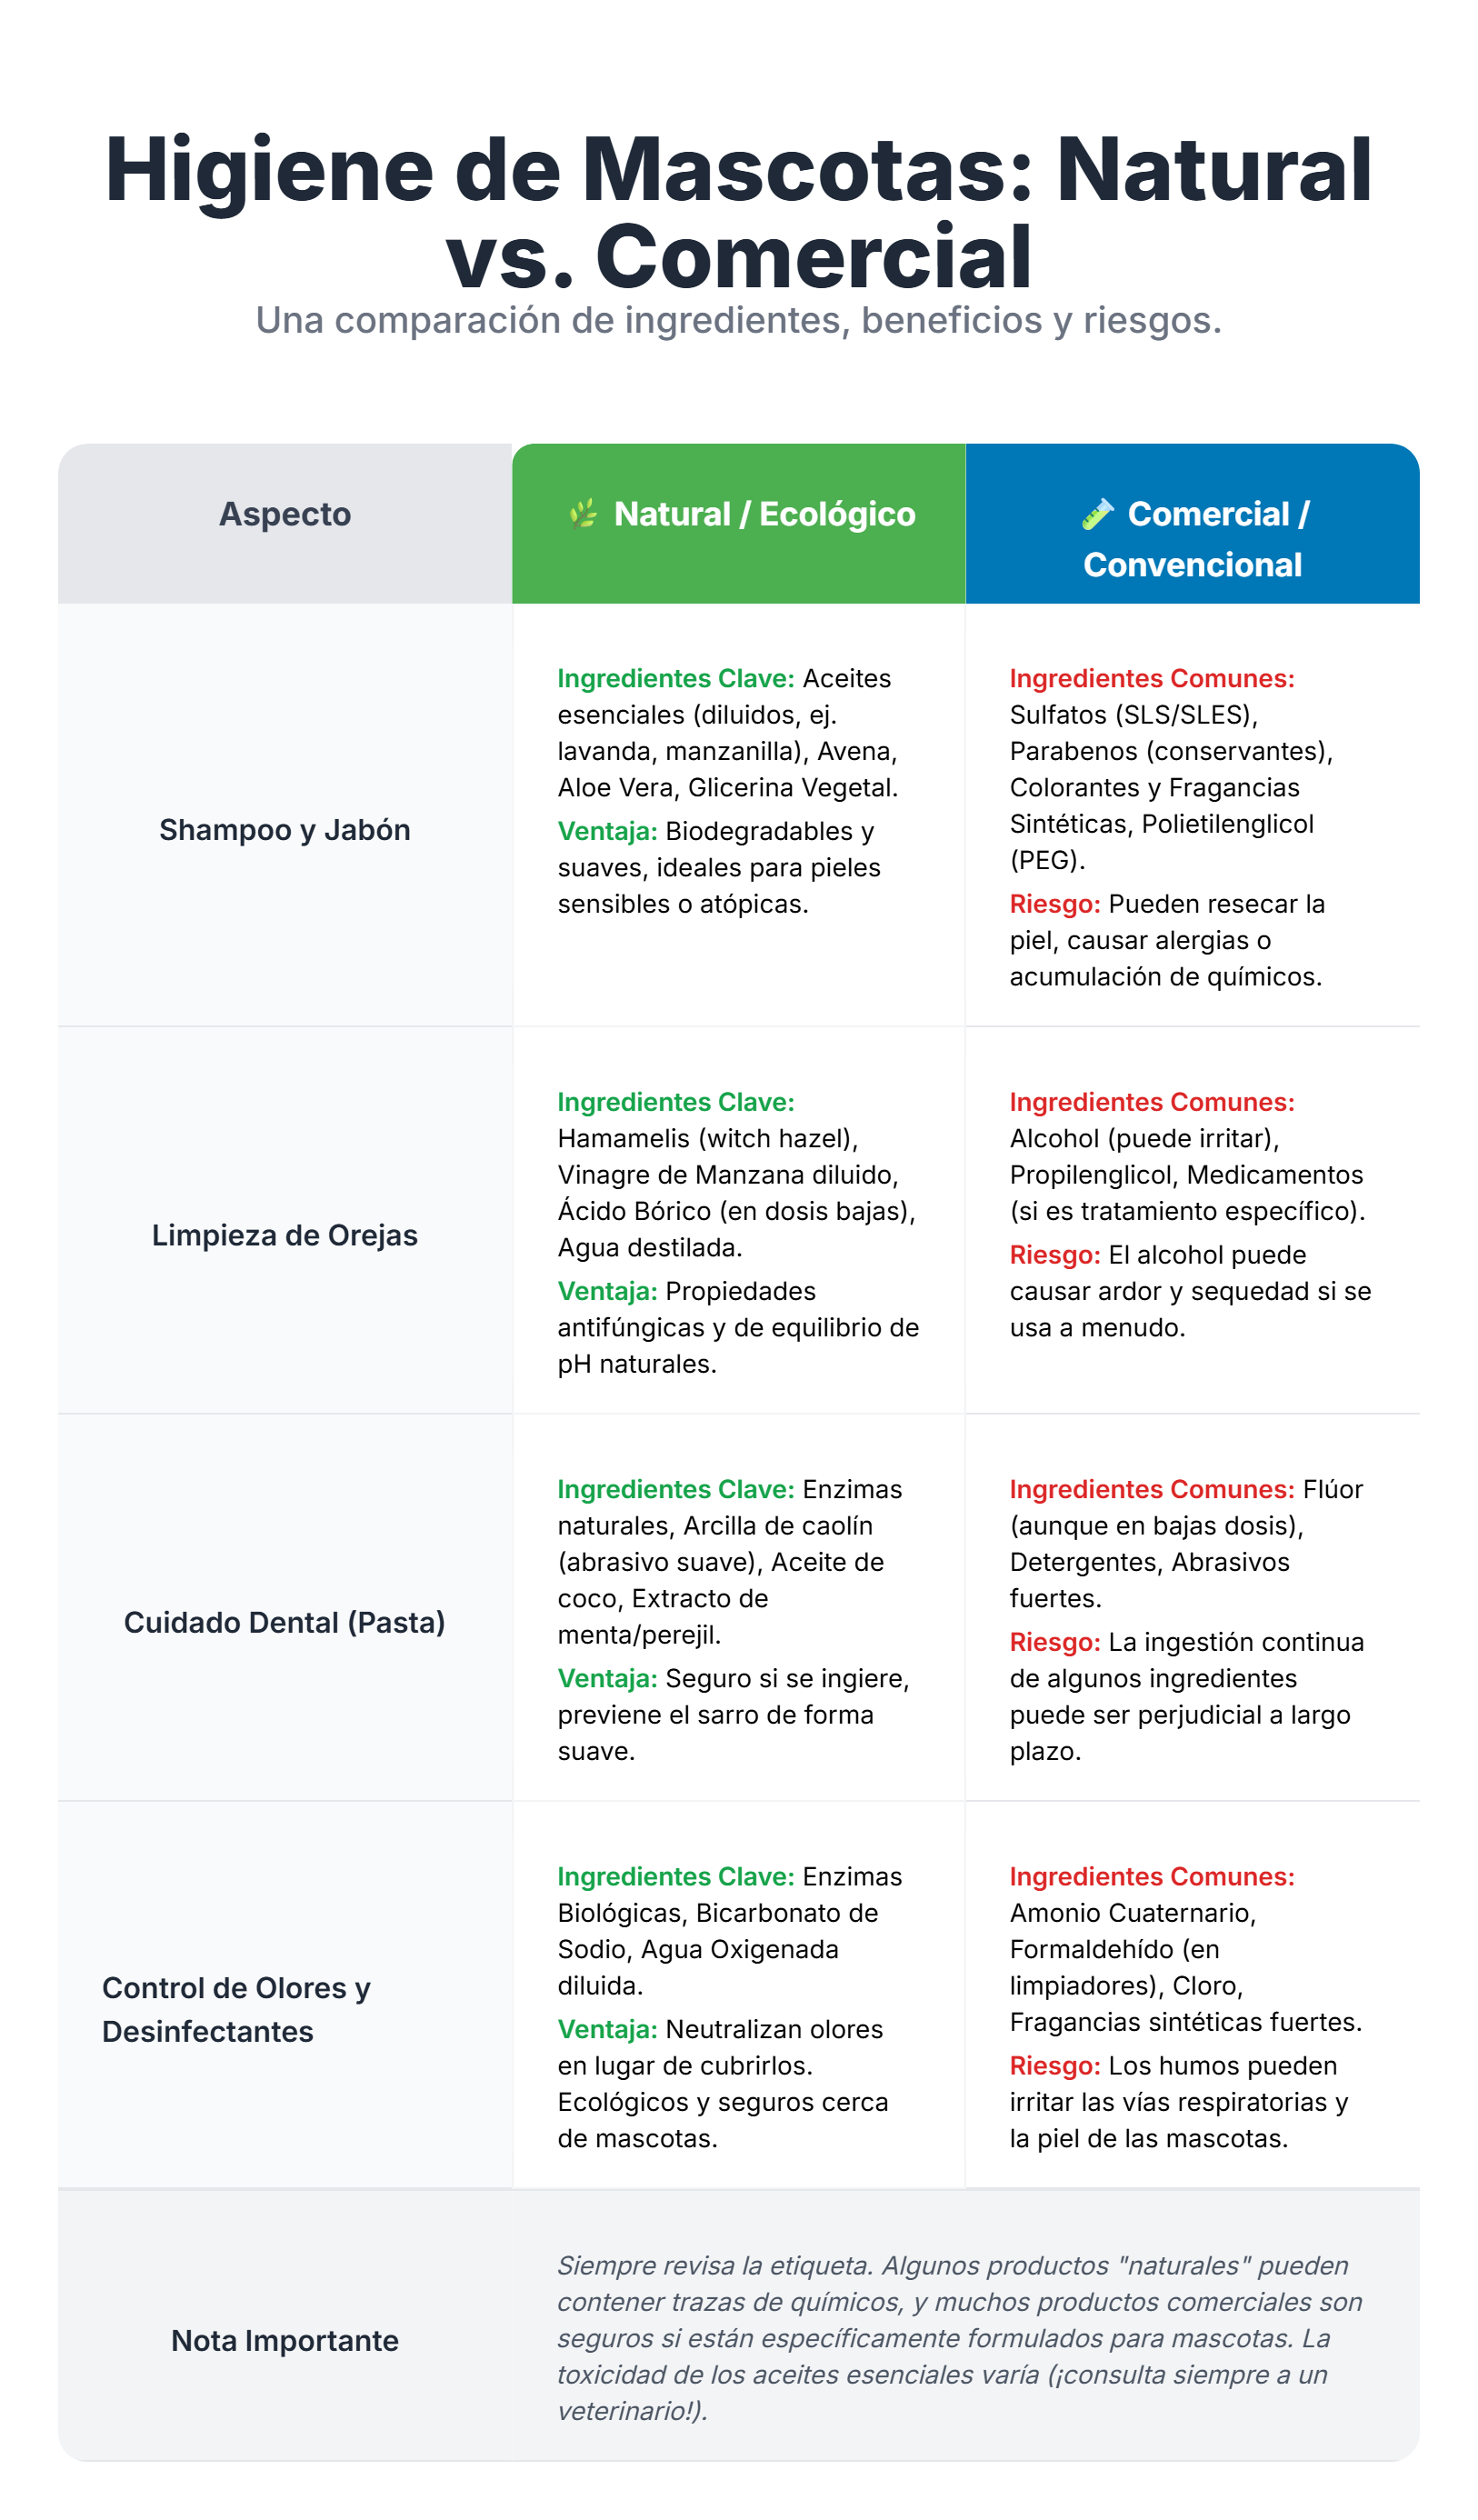 Higiene de Mascotas: Natural
vs. Comercial
Una comparación de ingredientes, beneficios y riesgos.
Aspecto
🌿 Natural / Ecológico
🧪 Comercial /
Convencional
Shampoo y Jabón
Ingredientes Clave: Aceites
esenciales (diluidos, ej.
lavanda, manzanilla), Avena,
Aloe Vera, Glicerina Vegetal.
Ventaja: Biodegradables y
suaves, ideales para pieles
sensibles o atópicas.
Ingredientes Comunes:
Sulfatos (SLS/SLES),
Parabenos (conservantes),
Colorantes y Fragancias
Sintéticas, Polietilenglicol
(PEG).
Riesgo: Pueden resecar la
piel, causar alergias o
acumulación de químicos.
Limpieza de Orejas
Ingredientes Clave:
Hamamelis (witch hazel),
Vinagre de Manzana diluido,
Ácido Bórico (en dosis bajas),
Agua destilada.
Ventaja: Propiedades
antifúngicas y de equilibrio de
pH naturales.
Ingredientes Comunes:
Alcohol (puede irritar),
Propilenglicol, Medicamentos
(si es tratamiento específico).
Riesgo: El alcohol puede
causar ardor y sequedad si se
usa a menudo.
Cuidado Dental (Pasta)
Ingredientes Clave: Enzimas
naturales, Arcilla de caolín
(abrasivo suave), Aceite de
coco, Extracto de
menta/perejil.
Ventaja: Seguro si se ingiere,
previene el sarro de forma
suave.
Ingredientes Comunes: Flúor
(aunque en bajas dosis),
Detergentes, Abrasivos
fuertes.
Riesgo: La ingestión continua
de algunos ingredientes
puede ser perjudicial a largo
plazo.
Control de Olores y
Desinfectantes
Ingredientes Clave: Enzimas
Biológicas, Bicarbonato de
Sodio, Agua Oxigenada
diluida.
Ventaja: Neutralizan olores
en lugar de cubrirlos.
Ecológicos y seguros cerca
de mascotas.
Ingredientes Comunes:
Amonio Cuaternario,
Formaldehído (en
limpiadores), Cloro,
Fragancias sintéticas fuertes.
Riesgo: Los humos pueden
irritar las vías respiratorias y
la piel de las mascotas.
Nota Importante
Siempre revisa la etiqueta. Algunos productos "naturales" pueden
contener trazas de químicos, y muchos productos comerciales son
seguros si están específicamente formulados para mascotas. La
toxicidad de los aceites esenciales varía (¡consulta siempre a un
veterinario!).